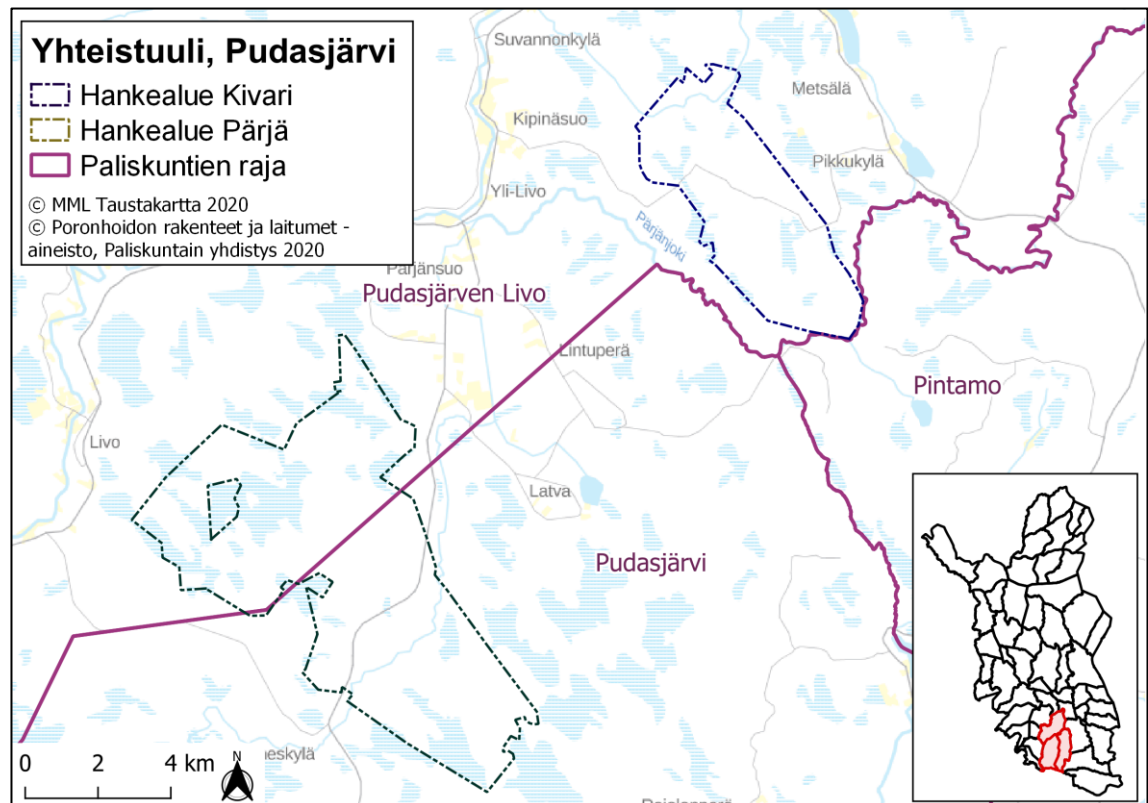 Yhteistuuli, Pudasjärvi
Hankealue Kivari
Hankealue Pärjä
Paliskuntien raja
© MML Taustakartta 2020
© Poronhoidon rakenteet ja laitumet -
aineisto, Paliskuntain yhdistys 2020
Suvannonkylä
Metsälä
Kipinäsuo
Pikkukylä
Yli-Livo
Pärjänjoki
Pärjänsuo
Pudasjärven Livo
Lintuperä
Pintamo
Livo
Latva
Pudasjärvi
0 2 4 km
N